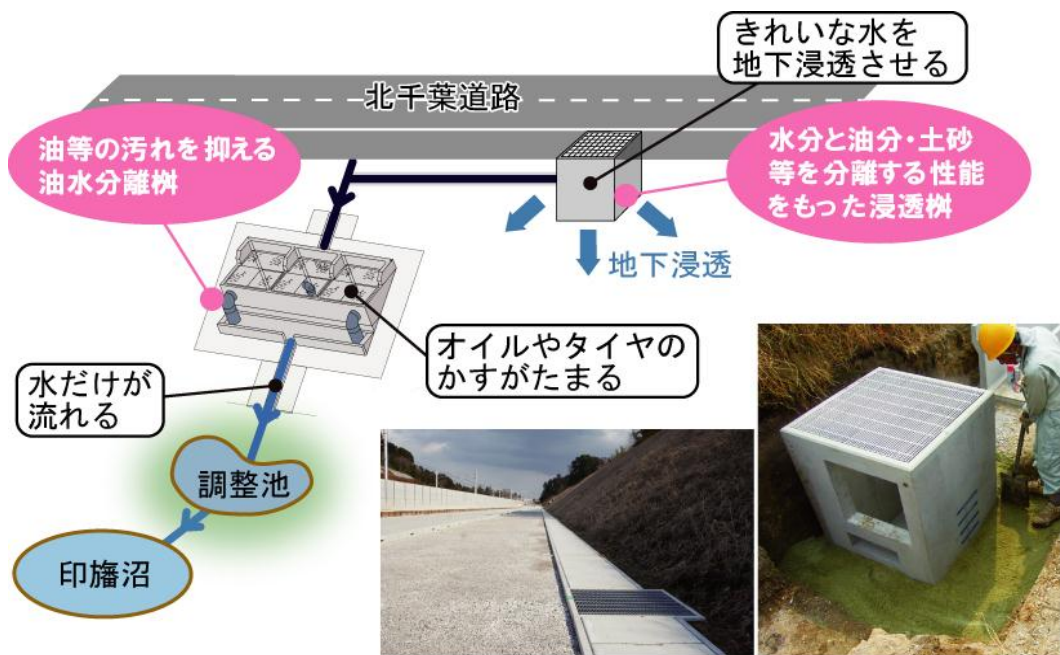 きれいな水を
地下浸透させる
北千葉道路
油等の汚れを抑える
油水分離桝
水分と油分・土砂
等を分離する性能
をもった浸透桝
地下浸透
オイルやタイヤの
かすがたまる
水だけが
流れる
調整池
印旛沼